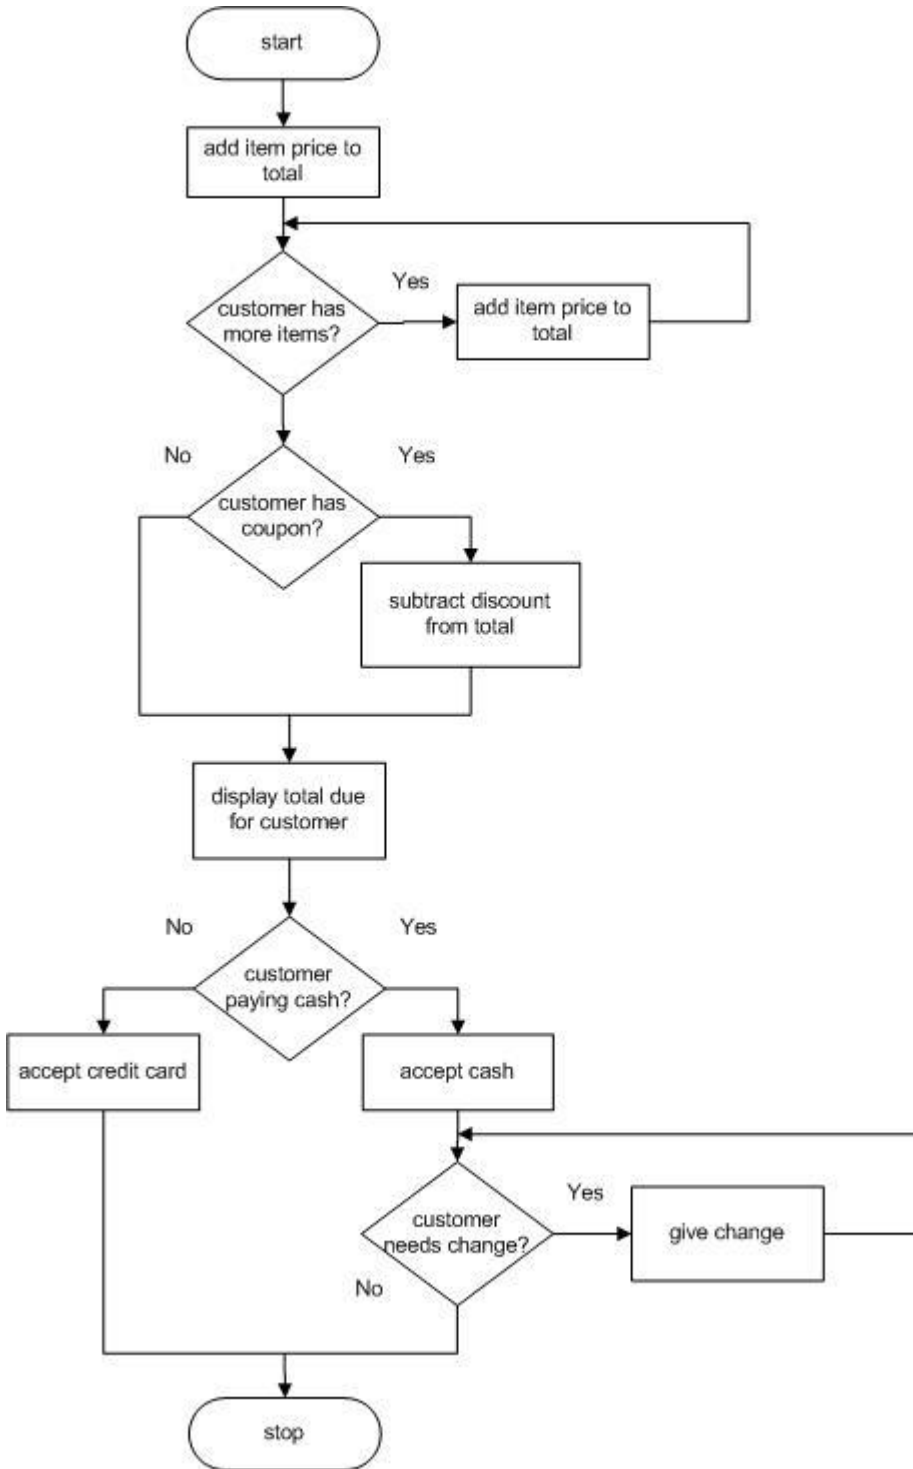 start
add item price to
total
Yes
customer has
more items?
add item price to
total
No
Yes
customer has
coupon?
subtract discount
from total
display total due
for customer
No
Yes
customer
paying cash?
accept credit card
accept cash
Yes
customer
needs change?
give change
No
stop